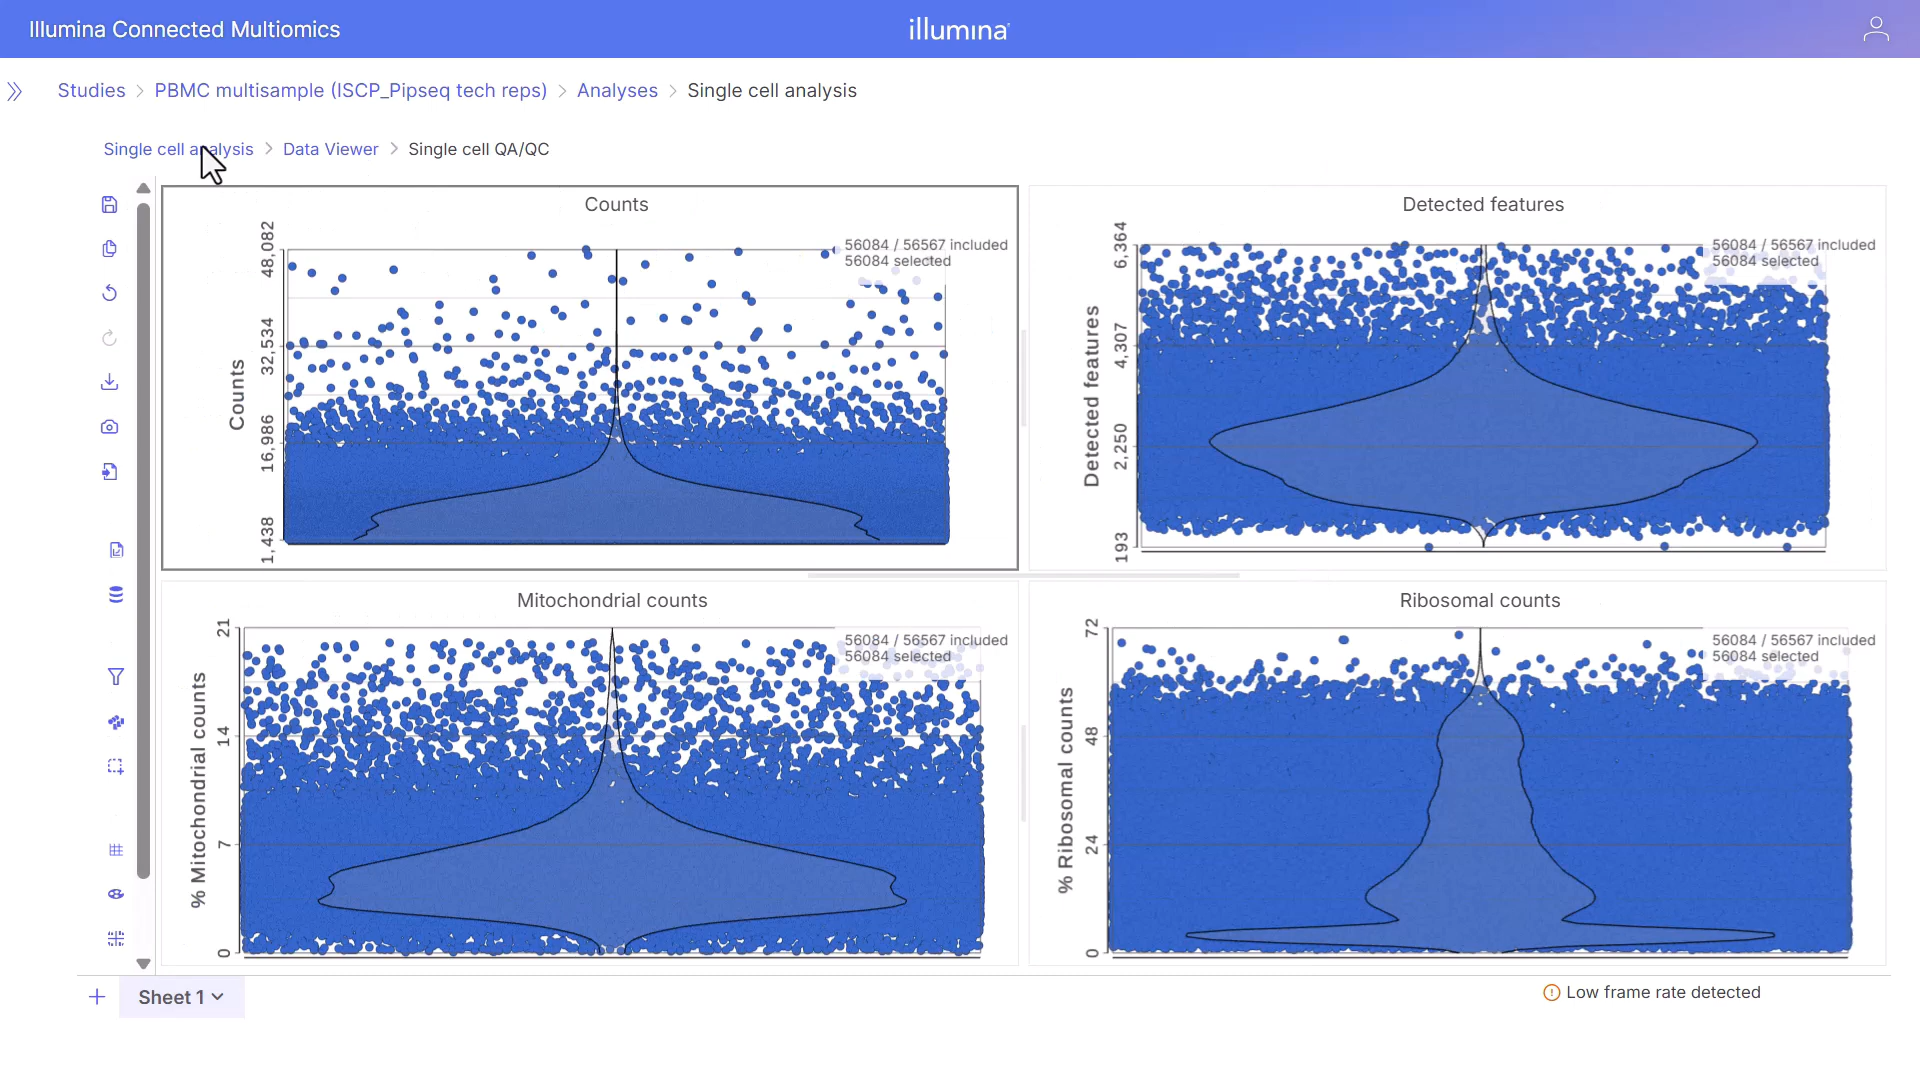 Illumina Connected Multiomics
illumina
Studies > PBMC multisample (ISCP_Pipseq tech reps) > Analyses > Single cell analysis
Single cell analysis > Data Viewer > Single cell QA/QC
Counts
56084 / 56567 included
56084 selected
Counts
48,082
32,534
16,986
1,438
Detected features
56084 / 56567 included
56084 selected
Detected features
6,364
4,307
2,250
193
Mitochondrial counts
56084 / 56567 included
56084 selected
% Mitochondrial counts
21
14
7
0
Ribosomal counts
56084 / 56567 included
56084 selected
% Ribosomal counts
72
48
24
0
Sheet 1
Low frame rate detected